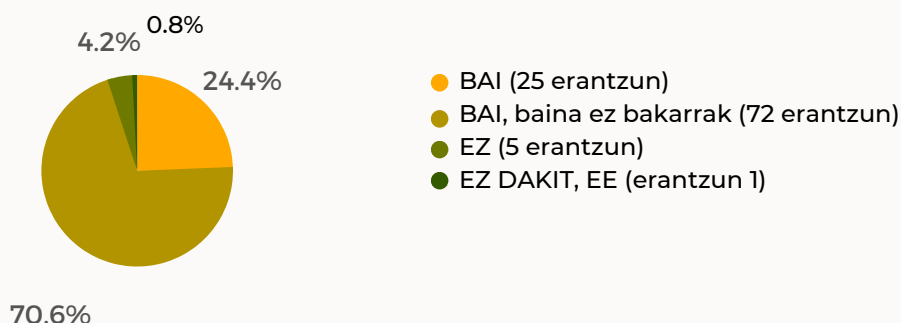 0.8%
4.2%
24.4%
BAI (25 erantzun)
BAI, baina ez bakarrak (72 erantzun)
EZ (5 erantzun)
EZ DAKIT, EE (erantzun 1)
70.6%